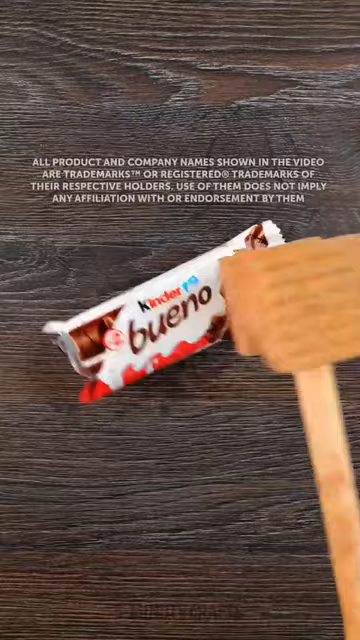 ALL PRODUCT AND COMPANY NAMES SHOWN IN THE VIDEO
ARE TRADEMARKS™ OR REGISTERED® TRADEMARKS OF
THEIR RESPECTIVE HOLDERS. USE OF THEM DOES NOT IMPLY
ANY AFFILIATION WITH OR ENDORSEMENT BY THEM
Kinder
bueno